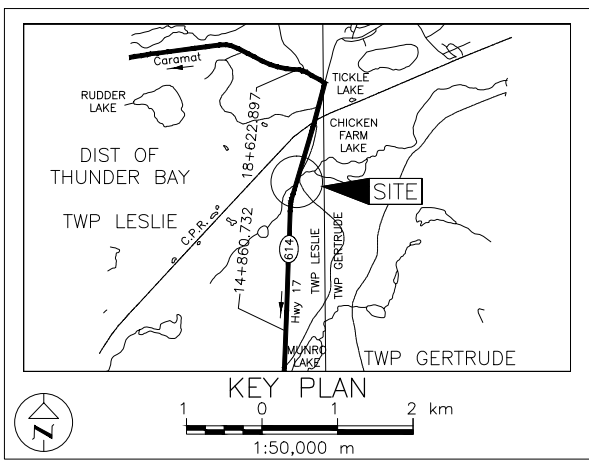 Caramat
TICKLE
LAKE
RUDDER
LAKE
18+622.897
CHICKEN
FARM
LAKE
DIST OF
THUNDER BAY
SITE
TWP LESLIE
C.P.R.
14+860.732
614
TWP LESLIE
TWP GERTRUDE
Hwy 17
MUNRO
LAKE
TWP GERTRUDE
KEY PLAN
1 0 1 2 km
1:50,000 m
N